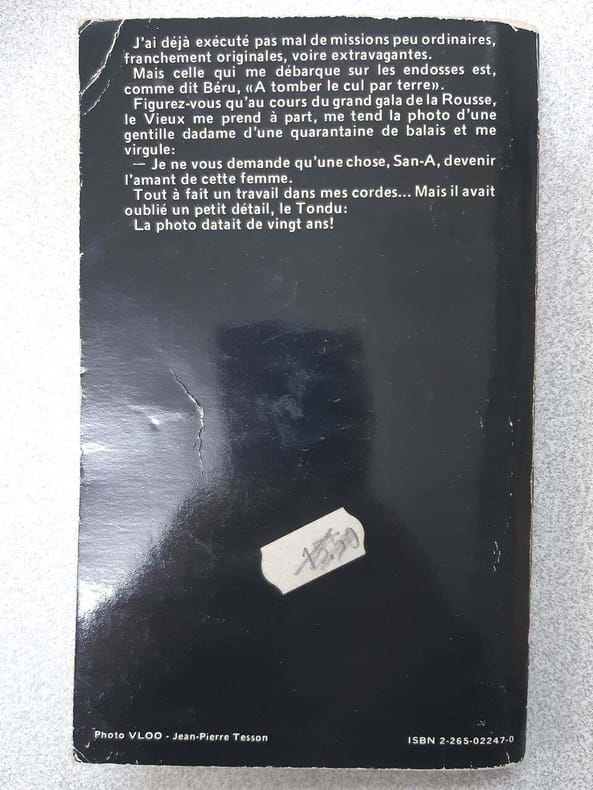 J'ai déjà exécuté pas mal de missions peu ordinaires,
franchement originales, voire extravagantes.
Mais celle qui me débarque sur les endosses est,
comme dit Béru, «A tomber le cul par terre».
Figurez-vous qu'au cours du grand gala de la Rousse,
le Vieux me prend à part, me tend la photo d'une
gentille dadame d'une quarantaine de balais et me
virgule:
— Je ne vous demande qu'une chose, San-A, devenir
l'amant de cette femme.
Tout à fait un travail dans mes cordes... Mais il avait
oublié un petit détail, le Tondu:
La photo datait de vingt ans!
15.50
Photo VLOO - Jean-Pierre Tesson
ISBN 2-265-02247-0